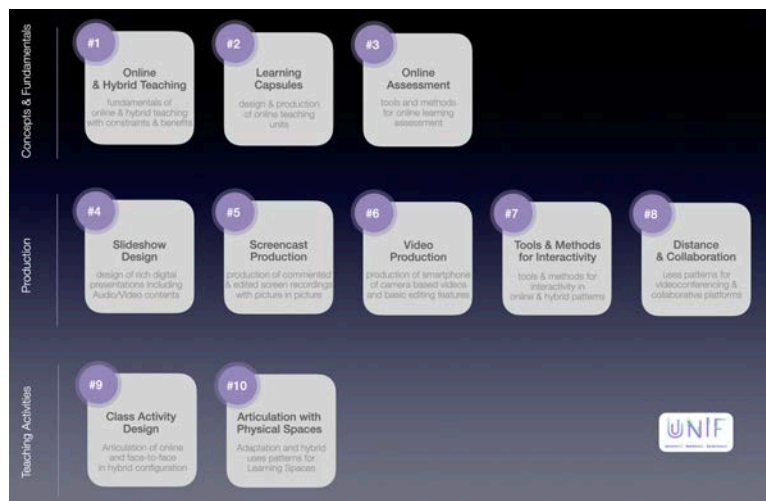 Concepts & Fundamentals
#1
Online
& Hybrid Teaching
fundamentals of
online & hybrid teaching
with constraints & benefits
#2
Learning
Capsules
design & production
of online teaching
units
#3
Online
Assessment
tools and methods
for online learning
assessment
Production
#4
Slideshow
Design
design of rich digital
presentations including
Audio/Video contents
#5
Screencast
Production
production of commented
& edited screen recordings
with picture in picture
#6
Video
Production
production of smartphone
of camera based videos
and basic editing features
#7
Tools & Methods
for Interactivity
tools & methods for
interactivity in
online & hybrid patterns
#8
Distance
& Collaboration
uses patterns for
videoconferencing &
collaborative platforms
Teaching Activities
#9
Class Activity
Design
Articulation of online
and face-to-face
in hybrid configuration
#10
Articulation with
Physical Spaces
Adaptation and hybrid
uses patterns for
Learning Spaces
UNIF